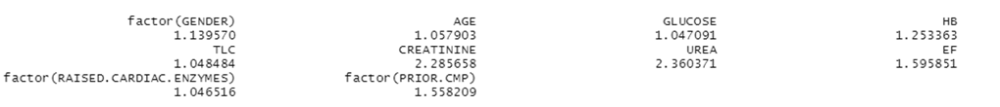 factor(GENDER) AGE GLUCOSE HB
1.139570 1.057903 1.047091 1.253363
TLC CREATININE UREA EF
1.048484 2.285658 2.360371 1.595851
factor(RAISED.CARDIAC.ENZYMES) factor(PRIOR.CMP)
1.046516 1.558209